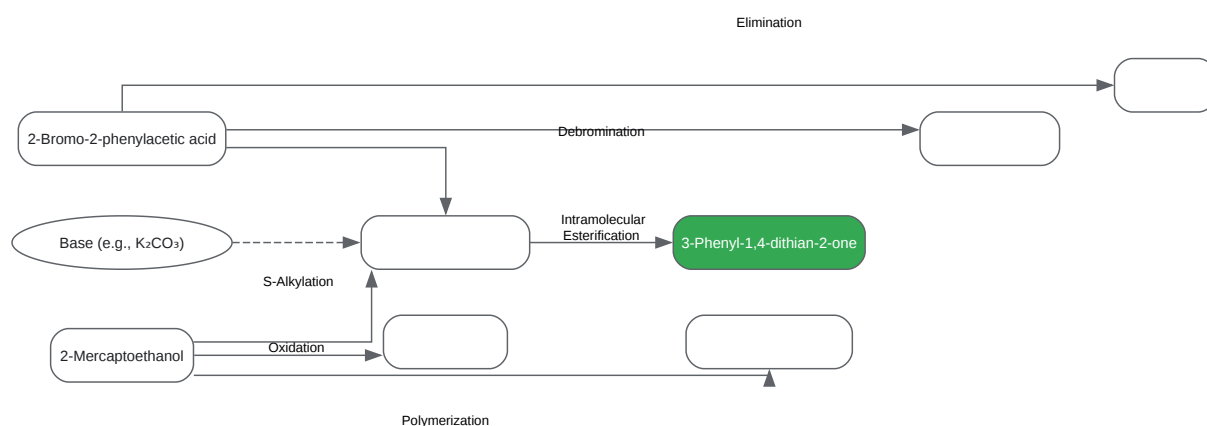 Elimination
2-Bromo-2-phenylacetic acid
Debromination
Base (e.g., K₂CO₃)
Intramolecular
Esterification
3-Phenyl-1,4-dithian-2-one
S-Alkylation
2-Mercaptoethanol
Oxidation
Polymerization